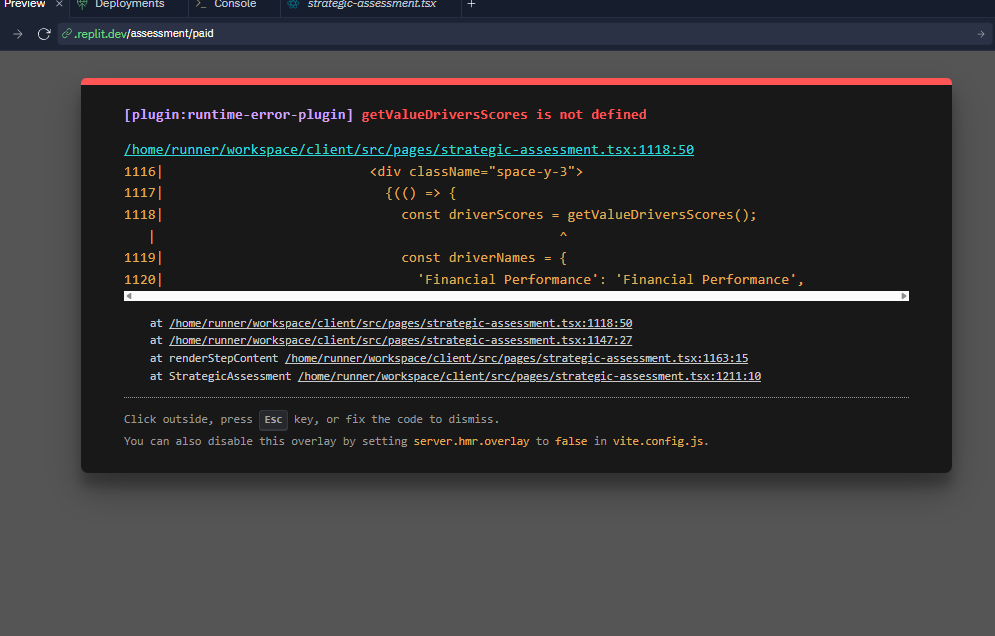 Preview × Deployments >_ Console strategic-assessment.tsx +
.replit.dev/assessment/paid
[plugin:runtime-error-plugin] getValueDriversScores is not defined
/home/runner/workspace/client/src/pages/strategic-assessment.tsx:1118:50
1116| <div className="space-y-3">
1117| {(() => {
1118| const driverScores = getValueDriversScores();
| ^
1119| const driverNames = {
1120| 'Financial Performance': 'Financial Performance',
at /home/runner/workspace/client/src/pages/strategic-assessment.tsx:1118:50
at /home/runner/workspace/client/src/pages/strategic-assessment.tsx:1147:27
at renderStepContent /home/runner/workspace/client/src/pages/strategic-assessment.tsx:1163:15
at StrategicAssessment /home/runner/workspace/client/src/pages/strategic-assessment.tsx:1211:10
Click outside, press Esc key, or fix the code to dismiss.
You can also disable this overlay by setting server.hmr.overlay to false in vite.config.js.